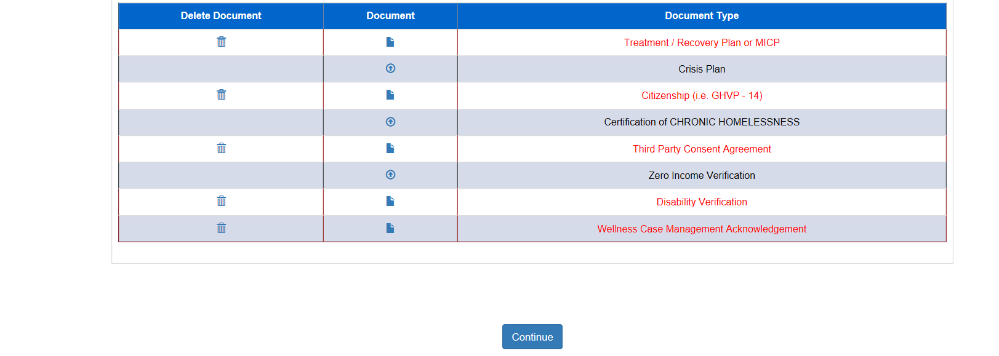 Delete Document Document Document Type
Treatment / Recovery Plan or MICP
Crisis Plan
Citizenship (i.e. GHVP - 14)
Certification of CHRONIC HOMELESSNESS
Third Party Consent Agreement
Zero Income Verification
Disability Verification
Wellness Case Management Acknowledgement
Continue